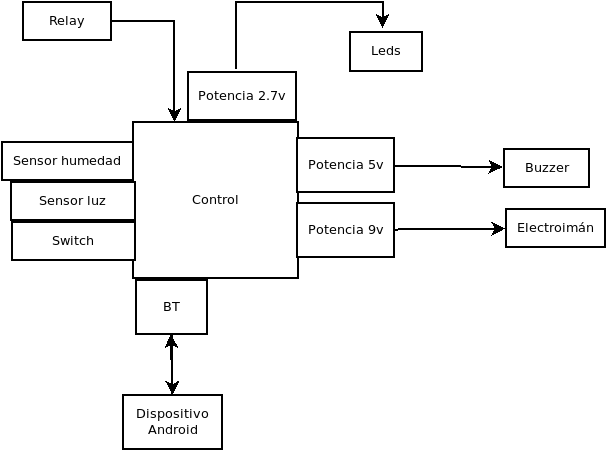 Relay
Leds
Potencia 2.7v
Sensor humedad
Sensor luz
Switch
Control
Potencia 5v
Potencia 9v
Buzzer
Electroimán
BT
Dispositivo
Android